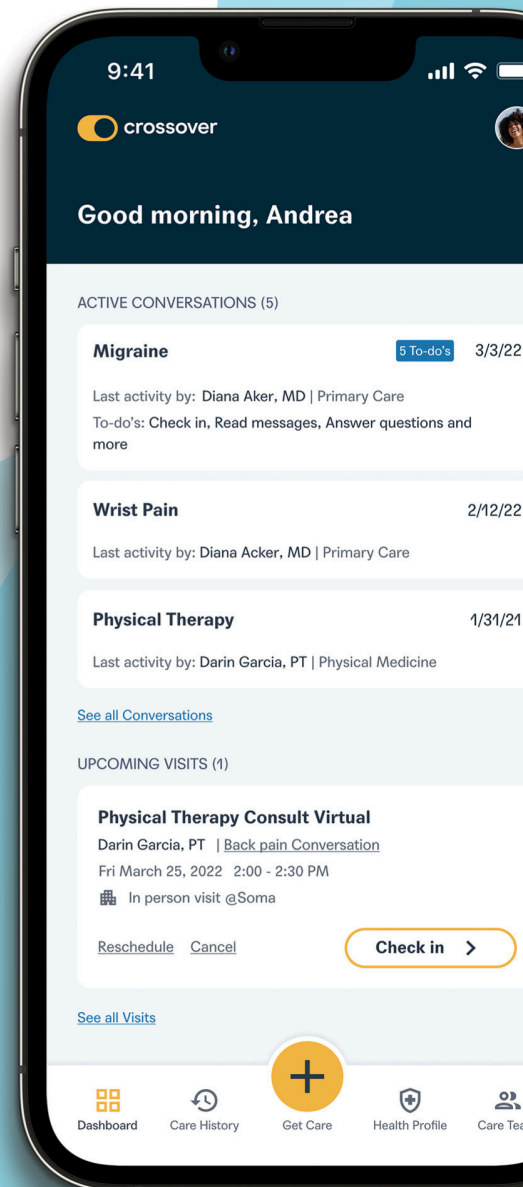 9:41
crossover
Good morning, Andrea
ACTIVE CONVERSATIONS (5)
Migraine 5 To-do's 3/3/22
Last activity by: Diana Aker, MD | Primary Care
To-do's: Check in, Read messages, Answer questions and
more
Wrist Pain 2/12/22
Last activity by: Diana Acker, MD | Primary Care
Physical Therapy 1/31/21
Last activity by: Darin Garcia, PT | Physical Medicine
See all Conversations
UPCOMING VISITS (1)
Physical Therapy Consult Virtual
Darin Garcia, PT | Back pain Conversation
Fri March 25, 2022 2:00 - 2:30 PM
In person visit @Soma
Reschedule Cancel Check in
See all Visits
Dashboard Care History Get Care Health Profile Care